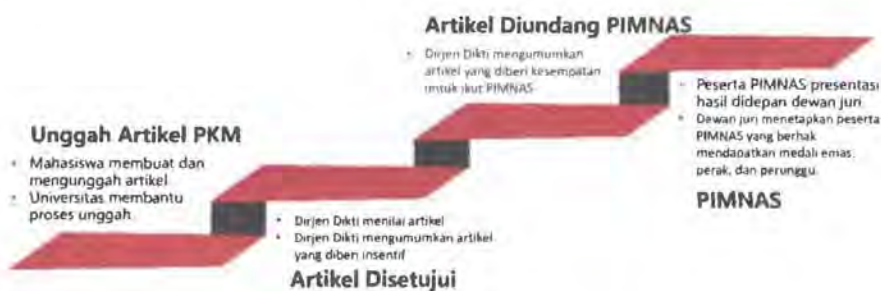 Unggah Artikel PKM
• Mahasiswa membuat dan
mengunggah artikel
• Universitas membantu
proses unggah
• Dirjen Dikti menilai artikel
• Dirjen Dikti mengumumkan artikel
yang diberi insentif
Artikel Disetujui
Artikel Diundang PIMNAS
• Dirjen Dikti mengumumkan
artikel yang diberi kesempatan
untuk ikut PIMNAS
• Peserta PIMNAS presentasi
hasil didepan dewan juri
• Dewan juri menetapkan peserta
PIMNAS yang berhak
mendapatkan medali emas,
perak, dan perunggu.
PIMNAS